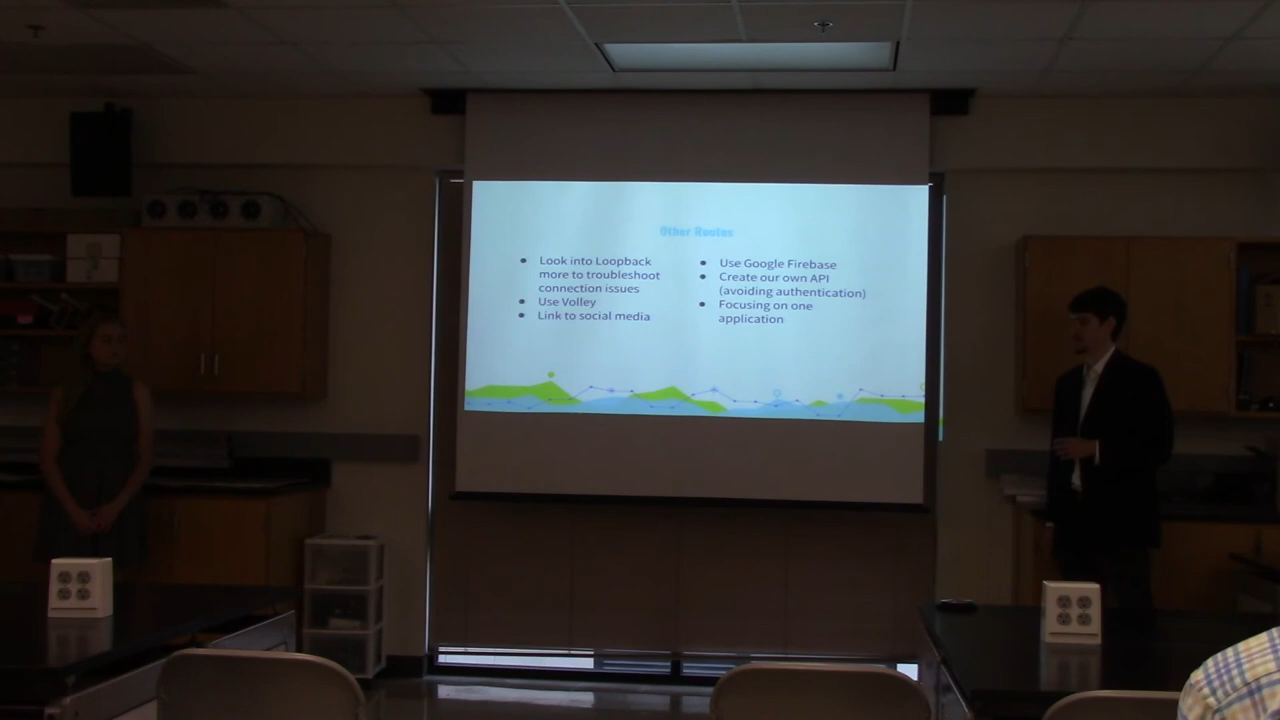 Other Routes
Look into Loopback
more to troubleshoot
connection issues
Use Volley
Link to social media
Use Google Firebase
Create our own API
(avoiding authentication)
Focusing on one
application